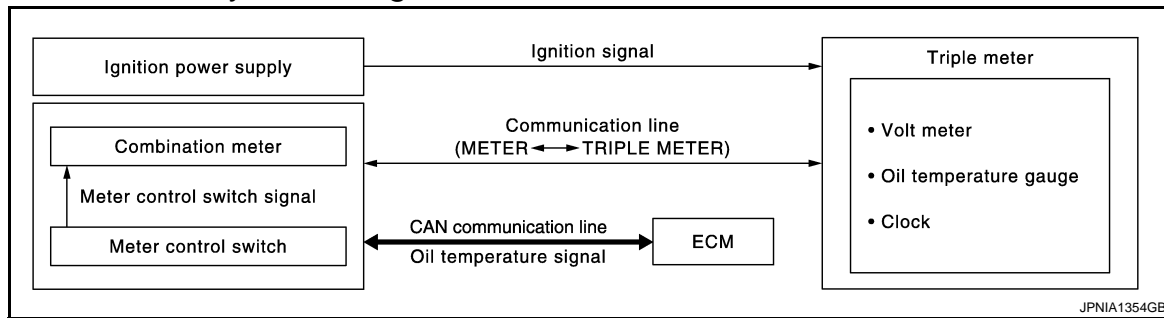 Ignition power supply
Ignition signal
Triple meter
Combination meter
Meter control switch signal
Meter control switch
Communication line
(METER ⟷ TRIPLE METER)
CAN communication line
Oil temperature signal
ECM
• Volt meter
• Oil temperature gauge
• Clock
JPNIA1354GB